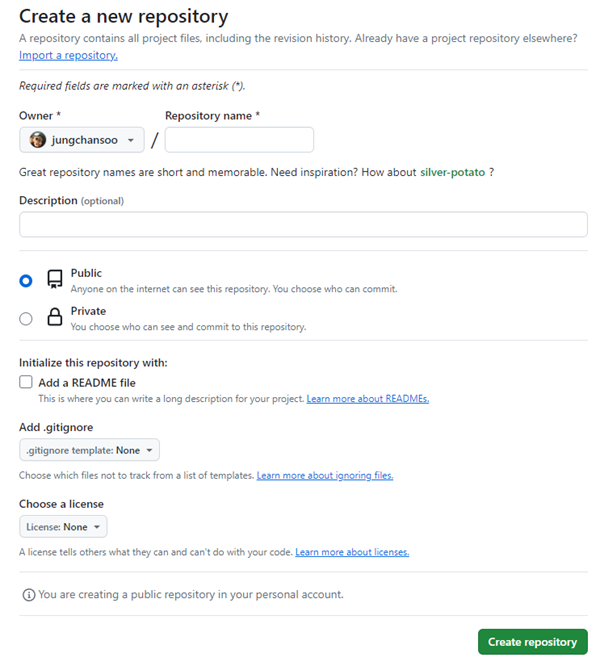 Create a new repository
A repository contains all project files, including the revision history. Already have a project repository elsewhere?
Import a repository.
Required fields are marked with an asterisk (*).
Owner * Repository name *
jungchansoo /
Great repository names are short and memorable. Need inspiration? How about silver-potato ?
Description (optional)
Public
Anyone on the internet can see this repository. You choose who can commit.
Private
You choose who can see and commit to this repository.
Initialize this repository with:
Add a README file
This is where you can write a long description for your project. Learn more about READMEs.
Add .gitignore
.gitignore template: None
Choose which files not to track from a list of templates. Learn more about ignoring files.
Choose a license
License: None
A license tells others what they can and can't do with your code. Learn more about licenses.
You are creating a public repository in your personal account.
Create repository